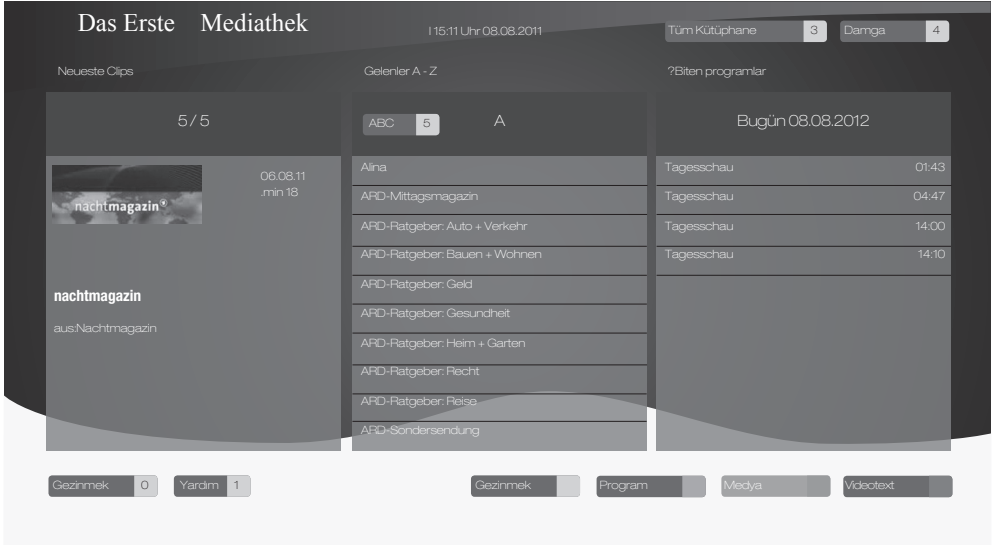 Das Erste Mediathek
| 15:11 Uhr 08.08.2011
Tüm Kütüphane 3
Damga 4
Neueste Clips
Gelenler A - Z
?Biten programlar
5 / 5
ABC 5
A
Bugün 08.08.2012
nachtmagazin
06.08.11
.min 18
nachtmagazin
aus:Nachtmagazin
Alina
ARD-Mittagsmagazin
ARD-Ratgeber: Auto + Verkehr
ARD-Ratgeber: Bauen + Wohnen
ARD-Ratgeber: Geld
ARD-Ratgeber: Gesundheit
ARD-Ratgeber: Heim + Garten
ARD-Ratgeber: Recht
ARD-Ratgeber: Reise
ARD-Sondersendung
Tagesschau 01:43
Tagesschau 04:47
Tagesschau 14:00
Tagesschau 14:10
Gezinmek 0
Yardim 1
Gezinmek
Program
Medya
Videotext